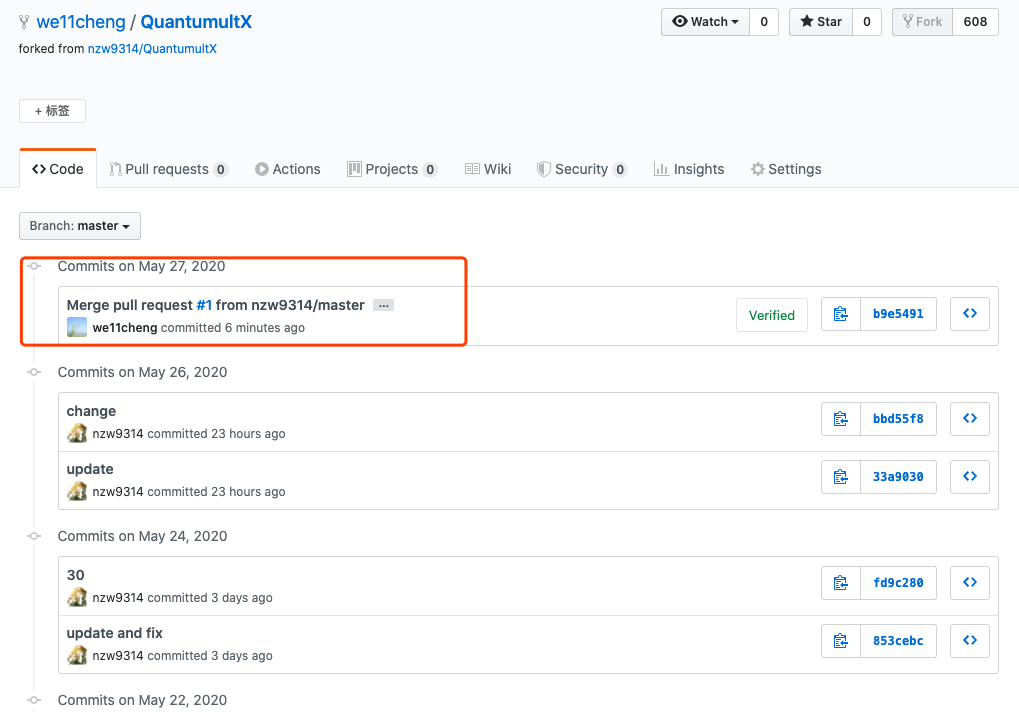 we11cheng / QuantumultX
Watch 0 Star 0 Fork 608
forked from nzw9314/QuantumultX
+ 标签
Code Pull requests 0 Actions Projects 0 Wiki Security 0 Insights Settings
Branch: master
Commits on May 27, 2020
Merge pull request #1 from nzw9314/master ...
we11cheng committed 6 minutes ago
Verified b9e5491
Commits on May 26, 2020
change
nzw9314 committed 23 hours ago
bbd55f8
update
nzw9314 committed 23 hours ago
33a9030
Commits on May 24, 2020
30
nzw9314 committed 3 days ago
fd9c280
update and fix
nzw9314 committed 3 days ago
853cebc
Commits on May 22, 2020